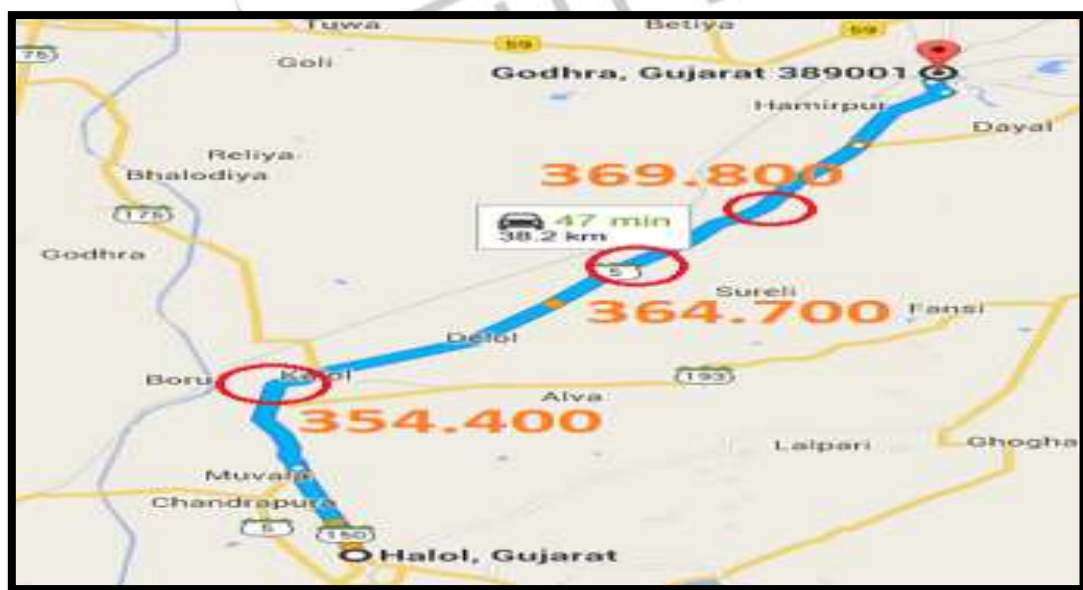 Tuwa
Betiya
59
59
75
Goli
Godhra, Gujarat 389001
Hamirpur
Dayal
Reliya
Bhalodiya
369.800
175
47 min
38.2 km
Godhra
5
Sureli
364.700
Fansi
Delol
Boru
193
Alva
354.400
Lalpari
Ghogha
Muvala
Chandrapura
5
150
Halol, Gujarat